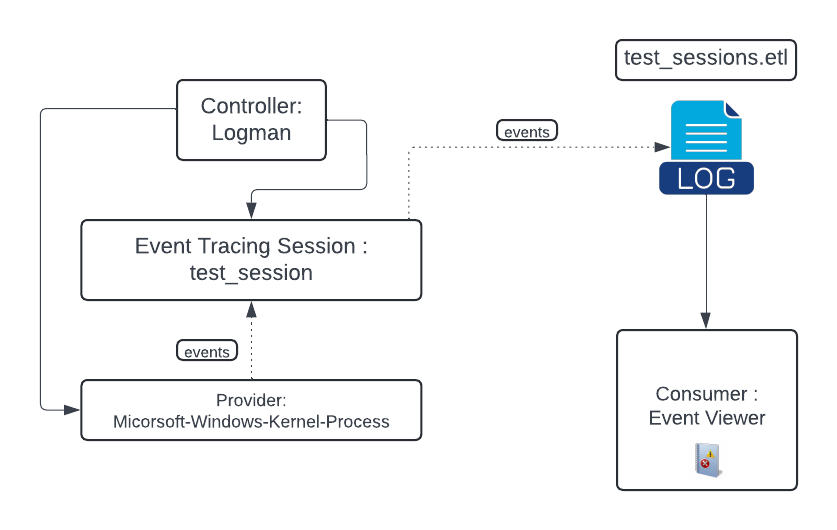 test_sessions.etl
Controller:
Logman
events
LOG
Event Tracing Session :
test_session
events
Provider:
Micorsoft-Windows-Kernel-Process
Consumer :
Event Viewer